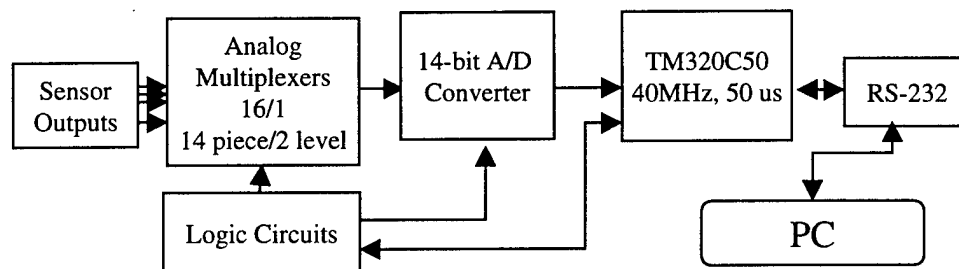 Sensor
Outputs
Analog
Multiplexers
16/1
14 piece/2 level
14-bit A/D
Converter
TM320C50
40MHz, 50 us
RS-232
Logic Circuits
PC